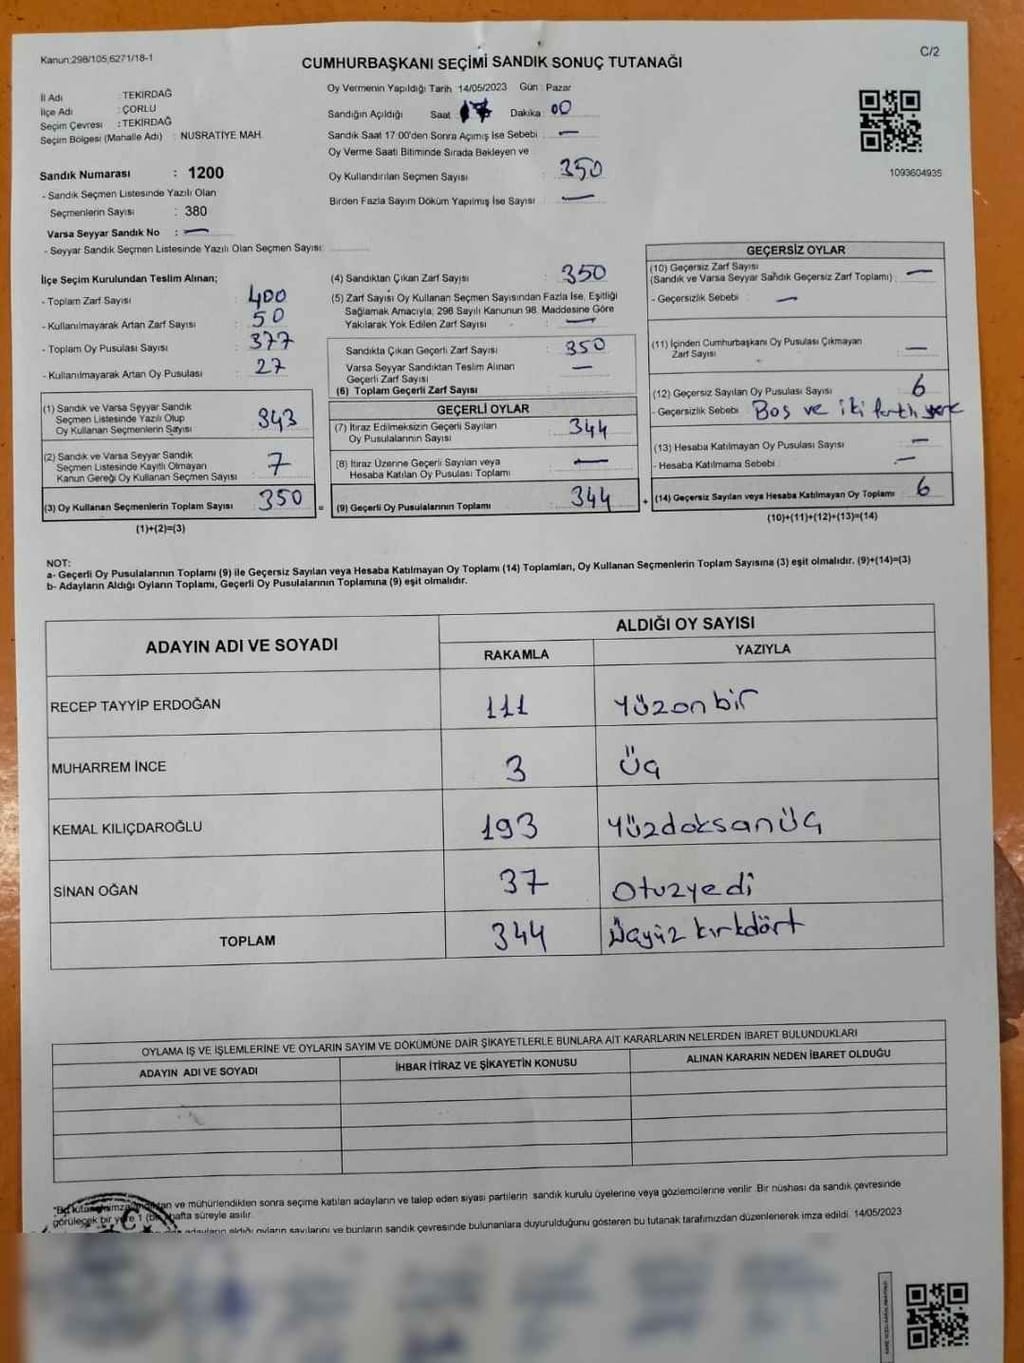 Kanun:298/105;6271/18-1
C/2
CUMHURBAŞKANI SEÇİMİ SANDIK SONUÇ TUTANAĞI
İl Adı : TEKİRDAĞ
İlçe Adı : ÇORLU
Seçim Çevresi : TEKİRDAĞ
Seçim Bölgesi (Mahalle Adı) : NUSRATİYE MAH.
Sandık Numarası : 1200
- Sandık Seçmen Listesinde Yazılı Olan
Seçmenlerin Sayısı : 380
Varsa Seyyar Sandık No : —
- Seyyar Sandık Seçmen Listesinde Yazılı Olan Seçmen Sayısı:
Oy Vermenin Yapıldığı Tarih :14/05/2023 Gün : Pazar
Sandığın Açıldığı Saat : 17 Dakika : 00
Sandık Saat 17:00'den Sonra Açımış İse Sebebi : —
Oy Verme Saati Bitiminde Sırada Bekleyen ve
Oy Kullandırılan Seçmen Sayısı : 350
Birden Fazla Sayım Döküm Yapılmış İse Sayısı : —
1093604935
İlçe Seçim Kurulundan Teslim Alınan;
- Toplam Zarf Sayısı : 400
- Kullanılmayarak Artan Zarf Sayısı : 50
- Toplam Oy Pusulası Sayısı : 377
- Kullanılmayarak Artan Oy Pusulası : 27
(1) Sandık ve Varsa Seyyar Sandık
Seçmen Listesinde Yazılı Olup
Oy Kullanan Seçmenlerin Sayısı : 343
(2) Sandık ve Varsa Seyyar Sandık
Seçmen Listesinde Kayıtlı Olmayan
Kanun Gereği Oy Kullanan Seçmen Sayısı : 7
(3) Oy Kullanan Seçmenlerin Toplam Sayısı : 350
(1)+(2)=(3)
(4) Sandıktan Çıkan Zarf Sayısı : 350
(5) Zarf Sayısı Oy Kullanan Seçmen Sayısından Fazla İse, Eşitliği
Sağlamak Amacıyla; 298 Sayılı Kanunun 98. Maddesine Göre
Yakılarak Yok Edilen Zarf Sayısı : —
Sandıkta Çıkan Geçerli Zarf Sayısı : 350
Varsa Seyyar Sandıktan Teslim Alınan
Geçerli Zarf Sayısı : —
(6) Toplam Geçerli Zarf Sayısı :
GEÇERLİ OYLAR
(7) İtiraz Edilmeksizin Geçerli Sayılan
Oy Pusulalarının Sayısı : 344
(8) İtiraz Üzerine Geçerli Sayılan veya
Hesaba Katılan Oy Pusulası Toplamı : —
= (9) Geçerli Oy Pusulalarının Toplamı : 344 +
GEÇERSİZ OYLAR
(10) Geçersiz Zarf Sayısı
(Sandık ve Varsa Seyyar Sandık Geçersiz Zarf Toplamı) : —
- Geçersizlik Sebebi : —
(11) İçinden Cumhurbaşkanı Oy Pusulası Çıkmayan
Zarf Sayısı : —
(12) Geçersiz Sayılan Oy Pusulası Sayısı : 6
- Geçersizlik Sebebi : Boş ve iki
(13) Hesaba Katılmayan Oy Pusulası Sayısı : —
- Hesaba Katılmama Sebebi : —
(14) Geçersiz Sayılan veya Hesaba Katılmayan Oy Toplamı : 6
(10)+(11)+(12)+(13)=(14)
NOT:
a- Geçerli Oy Pusulalarının Toplamı (9) ile Geçersiz Sayılan veya Hesaba Katılmayan Oy Toplamı (14) Toplamları, Oy Kullanan Seçmenlerin Toplam Sayısına (3) eşit olmalıdır. (9)+(14)=(3)
b- Adayların Aldığı Oyların Toplamı, Geçerli Oy Pusulalarının Toplamına (9) eşit olmalıdır.
ADAYIN ADI VE SOYADI ALDIĞI OY SAYISI
RAKAMLA YAZIYLA
RECEP TAYYİP ERDOĞAN 111 Yüzonbir
MUHARREM İNCE 3 Üç
KEMAL KILIÇDAROĞLU 193 Yüzdoksanüç
SİNAN OĞAN 37 Otuzyedi
TOPLAM 344 Üçyüz kırkdört
OYLAMA İŞ VE İŞLEMLERİNE VE OYLARIN SAYIM VE DÖKÜMÜNE DAİR ŞİKAYETLERLE BUNLARA AİT KARARLARIN NELERDEN İBARET BULUNDUKLARI
ADAYIN ADI VE SOYADI İHBAR İTİRAZ VE ŞİKAYETİN KONUSU ALINAN KARARIN NEDEN İBARET OLDUĞU
ve mühürlendikten sonra seçime katılan adayların ve talep eden siyasi partilerin sandık kurulu üyelerine veya gözlemcilerine verilir. Bir nüshası da sandık çevresinde
görülecek bir yere 1 hafta süreyle asılır.
adayların aldığı oyların sayılarını ve bunların sandık çevresinde bulunanlara duyurulduğunu gösteren bu tutanak tarafımızdan düzenlenerek imza edildi. 14/05/2023